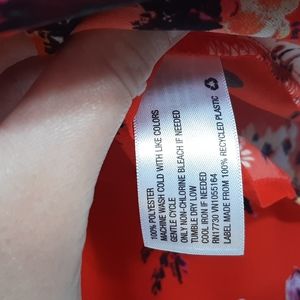 100% POLYESTER
MACHINE WASH COLD WITH LIKE COLORS
GENTLE CYCLE
ONLY NON-CHLORINE BLEACH IF NEEDED
TUMBLE DRY LOW
COOL IRON IF NEEDED
RN17730 VN1055164
LABEL MADE FROM 100% RECYCLED PLASTIC